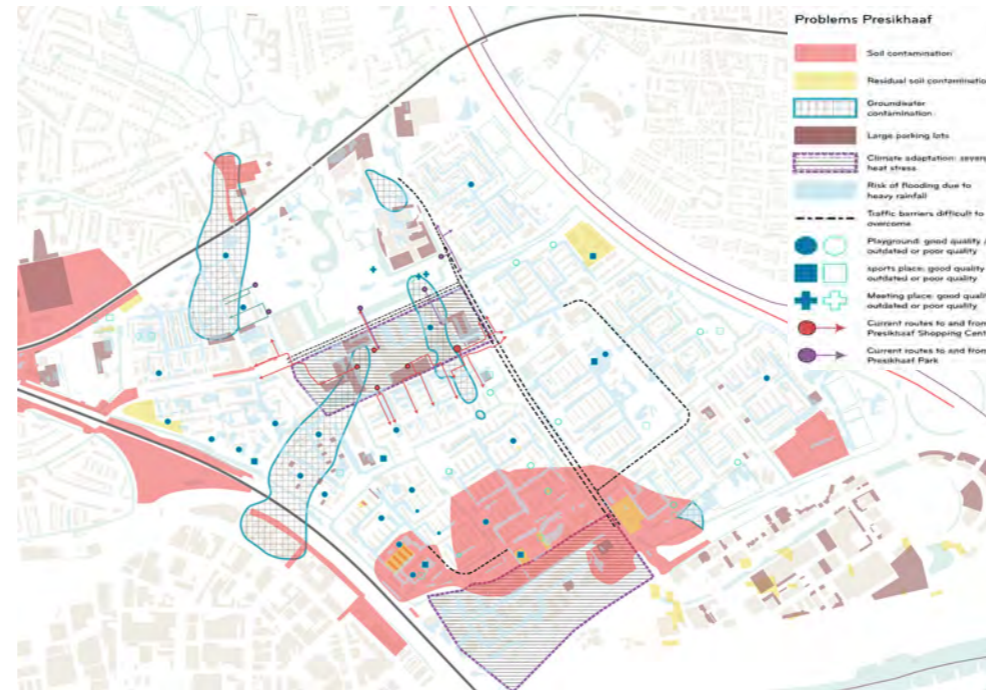 Problems Presikhaaf
Soil contamination
Residual soil contamination
Groundwater
contamination
Large parking lots
Climate adaptation: severe
heat stress
Risk of flooding due to
heavy rainfall
Traffic barriers difficult to
overcome
Playground: good quality /
outdated or poor quality
sports place: good quality
outdated or poor quality
Meeting place: good quality
outdated or poor quality
Current routes to and from
Presikhaaf Shopping Cent
Current routes to and from
Presikhaaf Park